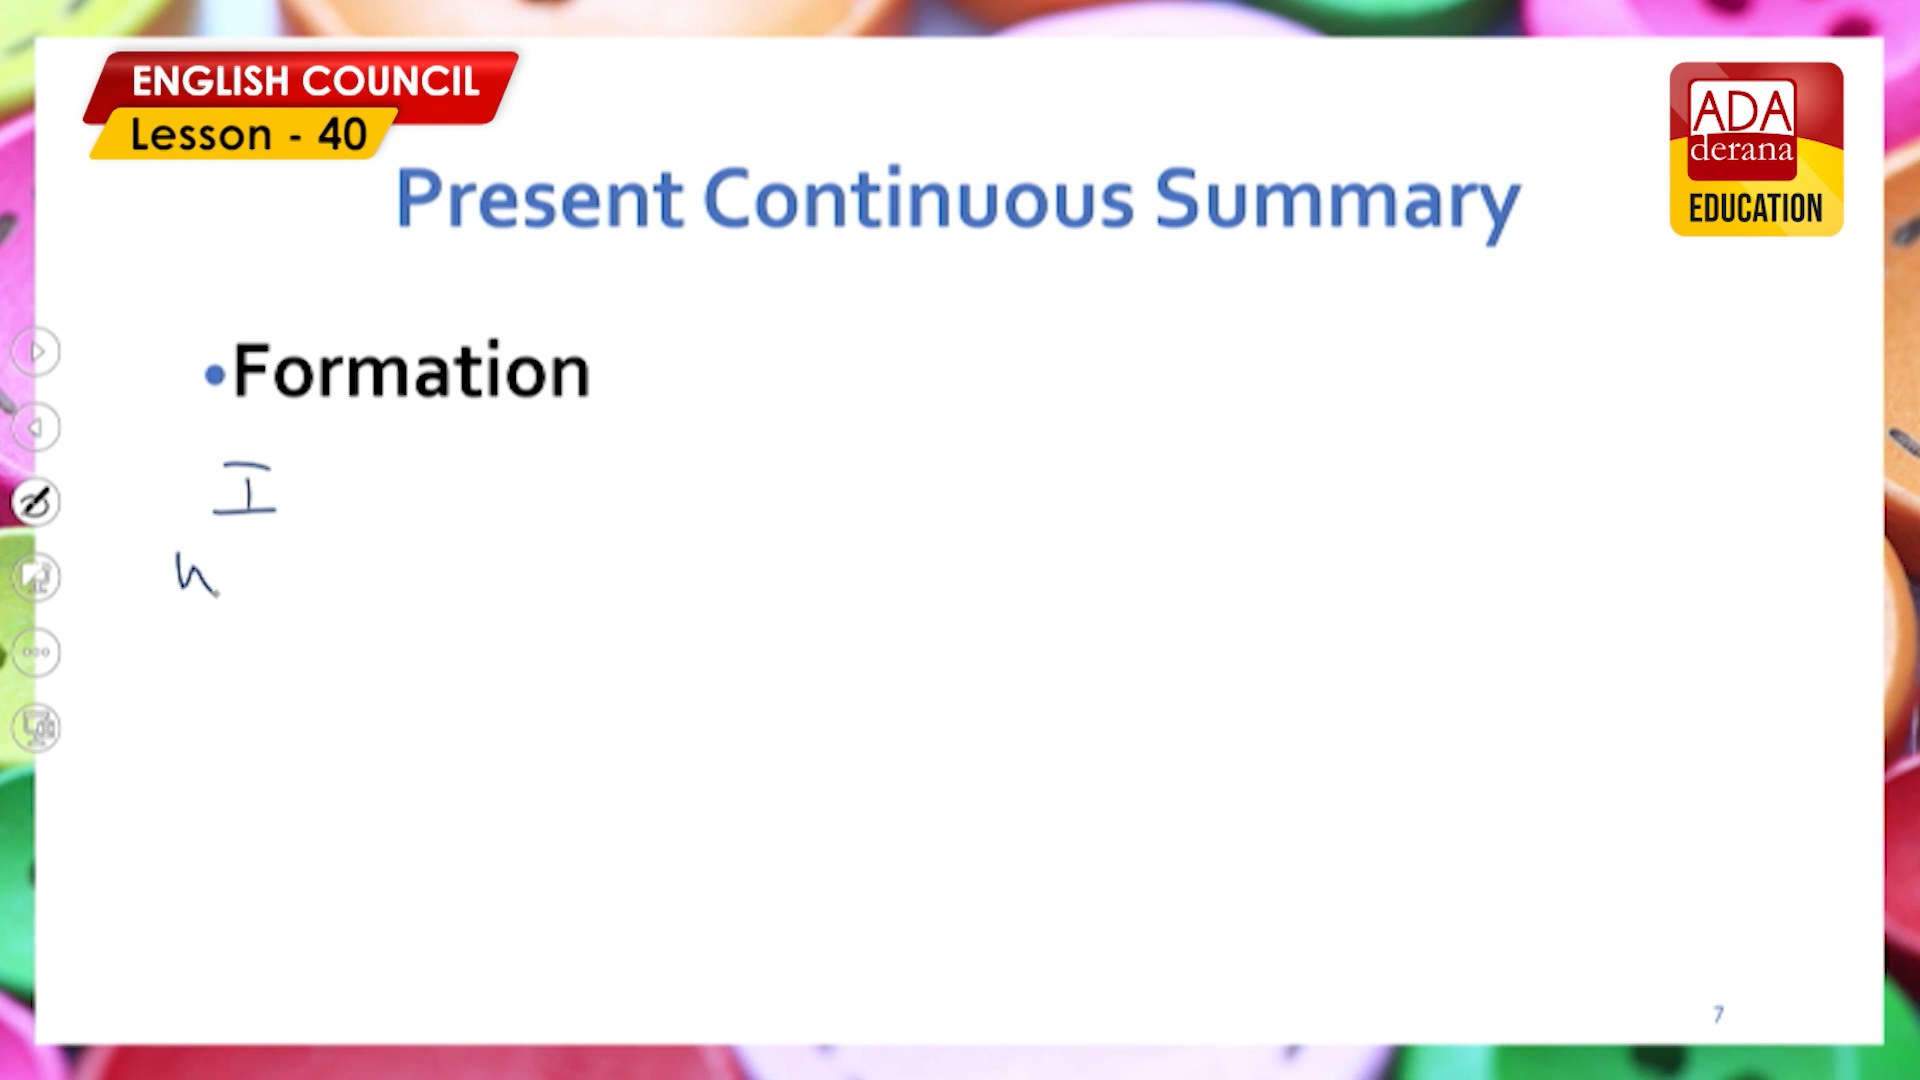 ENGLISH COUNCIL
Lesson - 40
ADA
derana
EDUCATION
Present Continuous Summary
•Formation
I
7